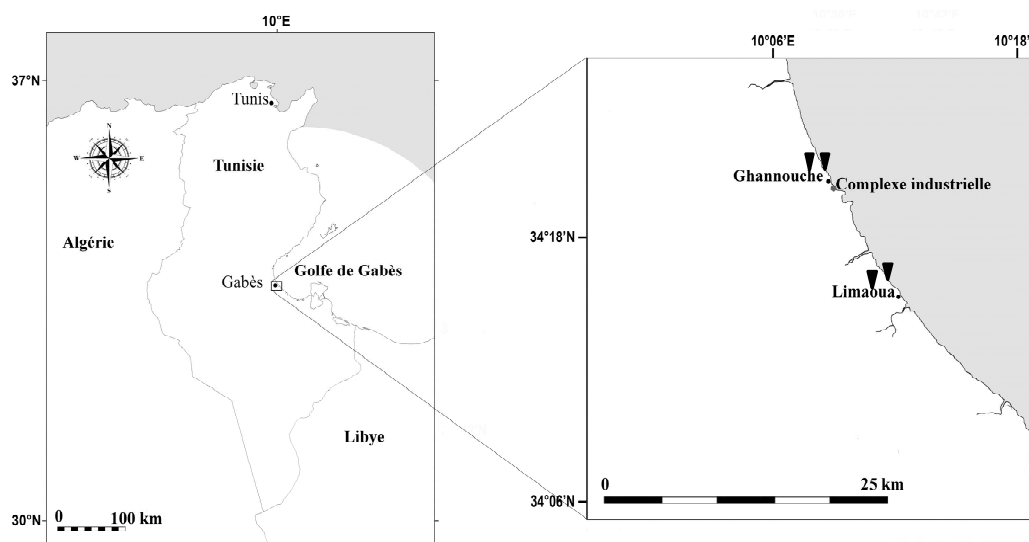 10°E
37°N
Tunis
N
W
E
S
Tunisie
Algérie
Golfe de Gabès
Gabès
Libye
0
100 km
30°N
10°06'E
10°18'
Ghannouche
Complexe industrielle
34°18'N
Limaoua
0
25 km
34°06'N